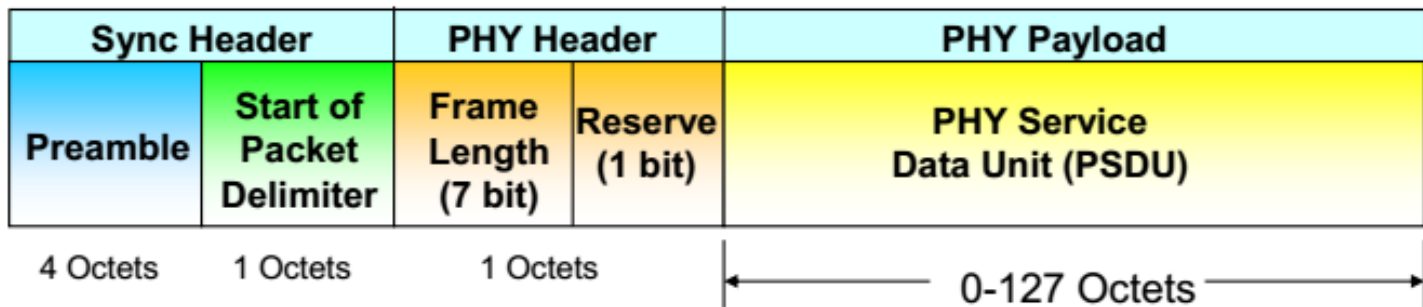 Sync Header PHY Header PHY Payload
Preamble
Start of
Packet
Delimiter
Frame
Length
(7 bit)
Reserve
(1 bit)
PHY Service
Data Unit (PSDU)
4 Octets 1 Octets 1 Octets 0-127 Octets